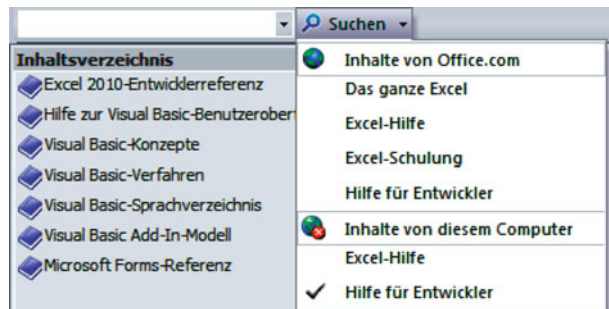 Suchen
Inhaltsverzeichnis
Excel 2010-Entwicklerreferenz
Hilfe zur Visual Basic-Benutzerober
Visual Basic-Konzepte
Visual Basic-Verfahren
Visual Basic-Sprachverzeichnis
Visual Basic Add-In-Modell
Microsoft Forms-Referenz
Inhalte von Office.com
Das ganze Excel
Excel-Hilfe
Excel-Schulung
Hilfe für Entwickler
Inhalte von diesem Computer
Excel-Hilfe
Hilfe für Entwickler